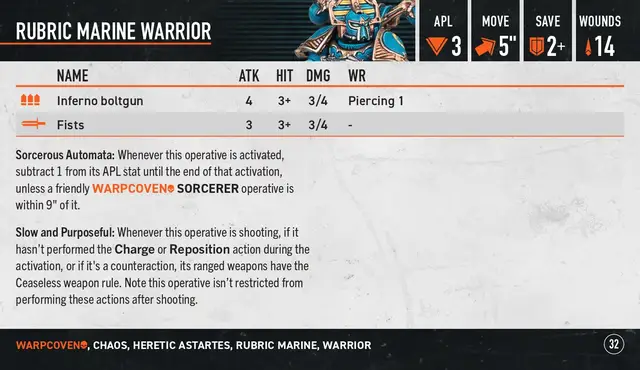 RUBRIC MARINE WARRIOR
APL MOVE SAVE WOUNDS
3 5" 2+ 14
NAME ATK HIT DMG WR
Inferno boltgun 4 3+ 3/4 Piercing 1
Fists 3 3+ 3/4 -
Sorcerous Automata: Whenever this operative is activated,
subtract 1 from its APL stat until the end of that activation,
unless a friendly WARPCOVEN SORCERER operative is
within 9" of it.
Slow and Purposeful: Whenever this operative is shooting, if it
hasn't performed the Charge or Reposition action during the
activation, or if it's a counteraction, its ranged weapons have the
Ceaseless weapon rule. Note this operative isn't restricted from
performing these actions after shooting.
WARPCOVEN, CHAOS, HERETIC ASTARTES, RUBRIC MARINE, WARRIOR
32